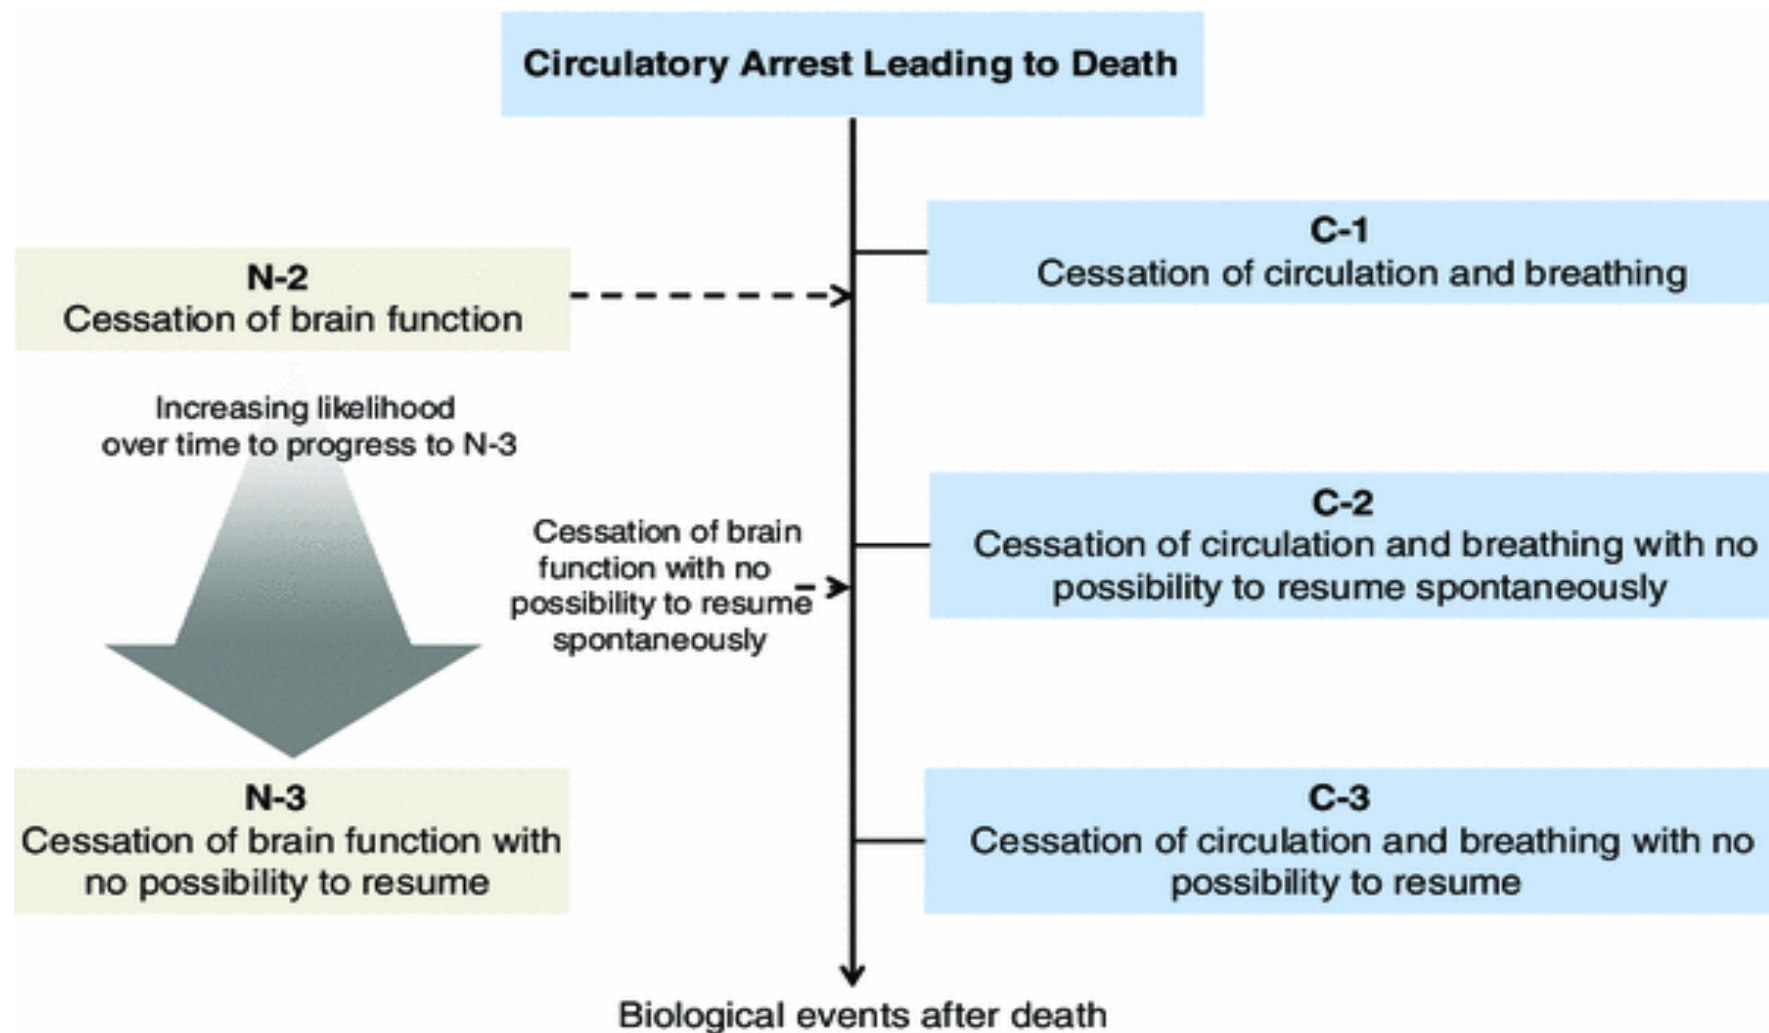 Circulatory Arrest Leading to Death
C-1
Cessation of circulation and breathing
N-2
Cessation of brain function
Increasing likelihood
over time to progress to N-3
C-2
Cessation of circulation and breathing with no
possibility to resume spontaneously
Cessation of brain
function with no
possibility to resume
spontaneously
N-3
Cessation of brain function with
no possibility to resume
C-3
Cessation of circulation and breathing with no
possibility to resume
Biological events after death